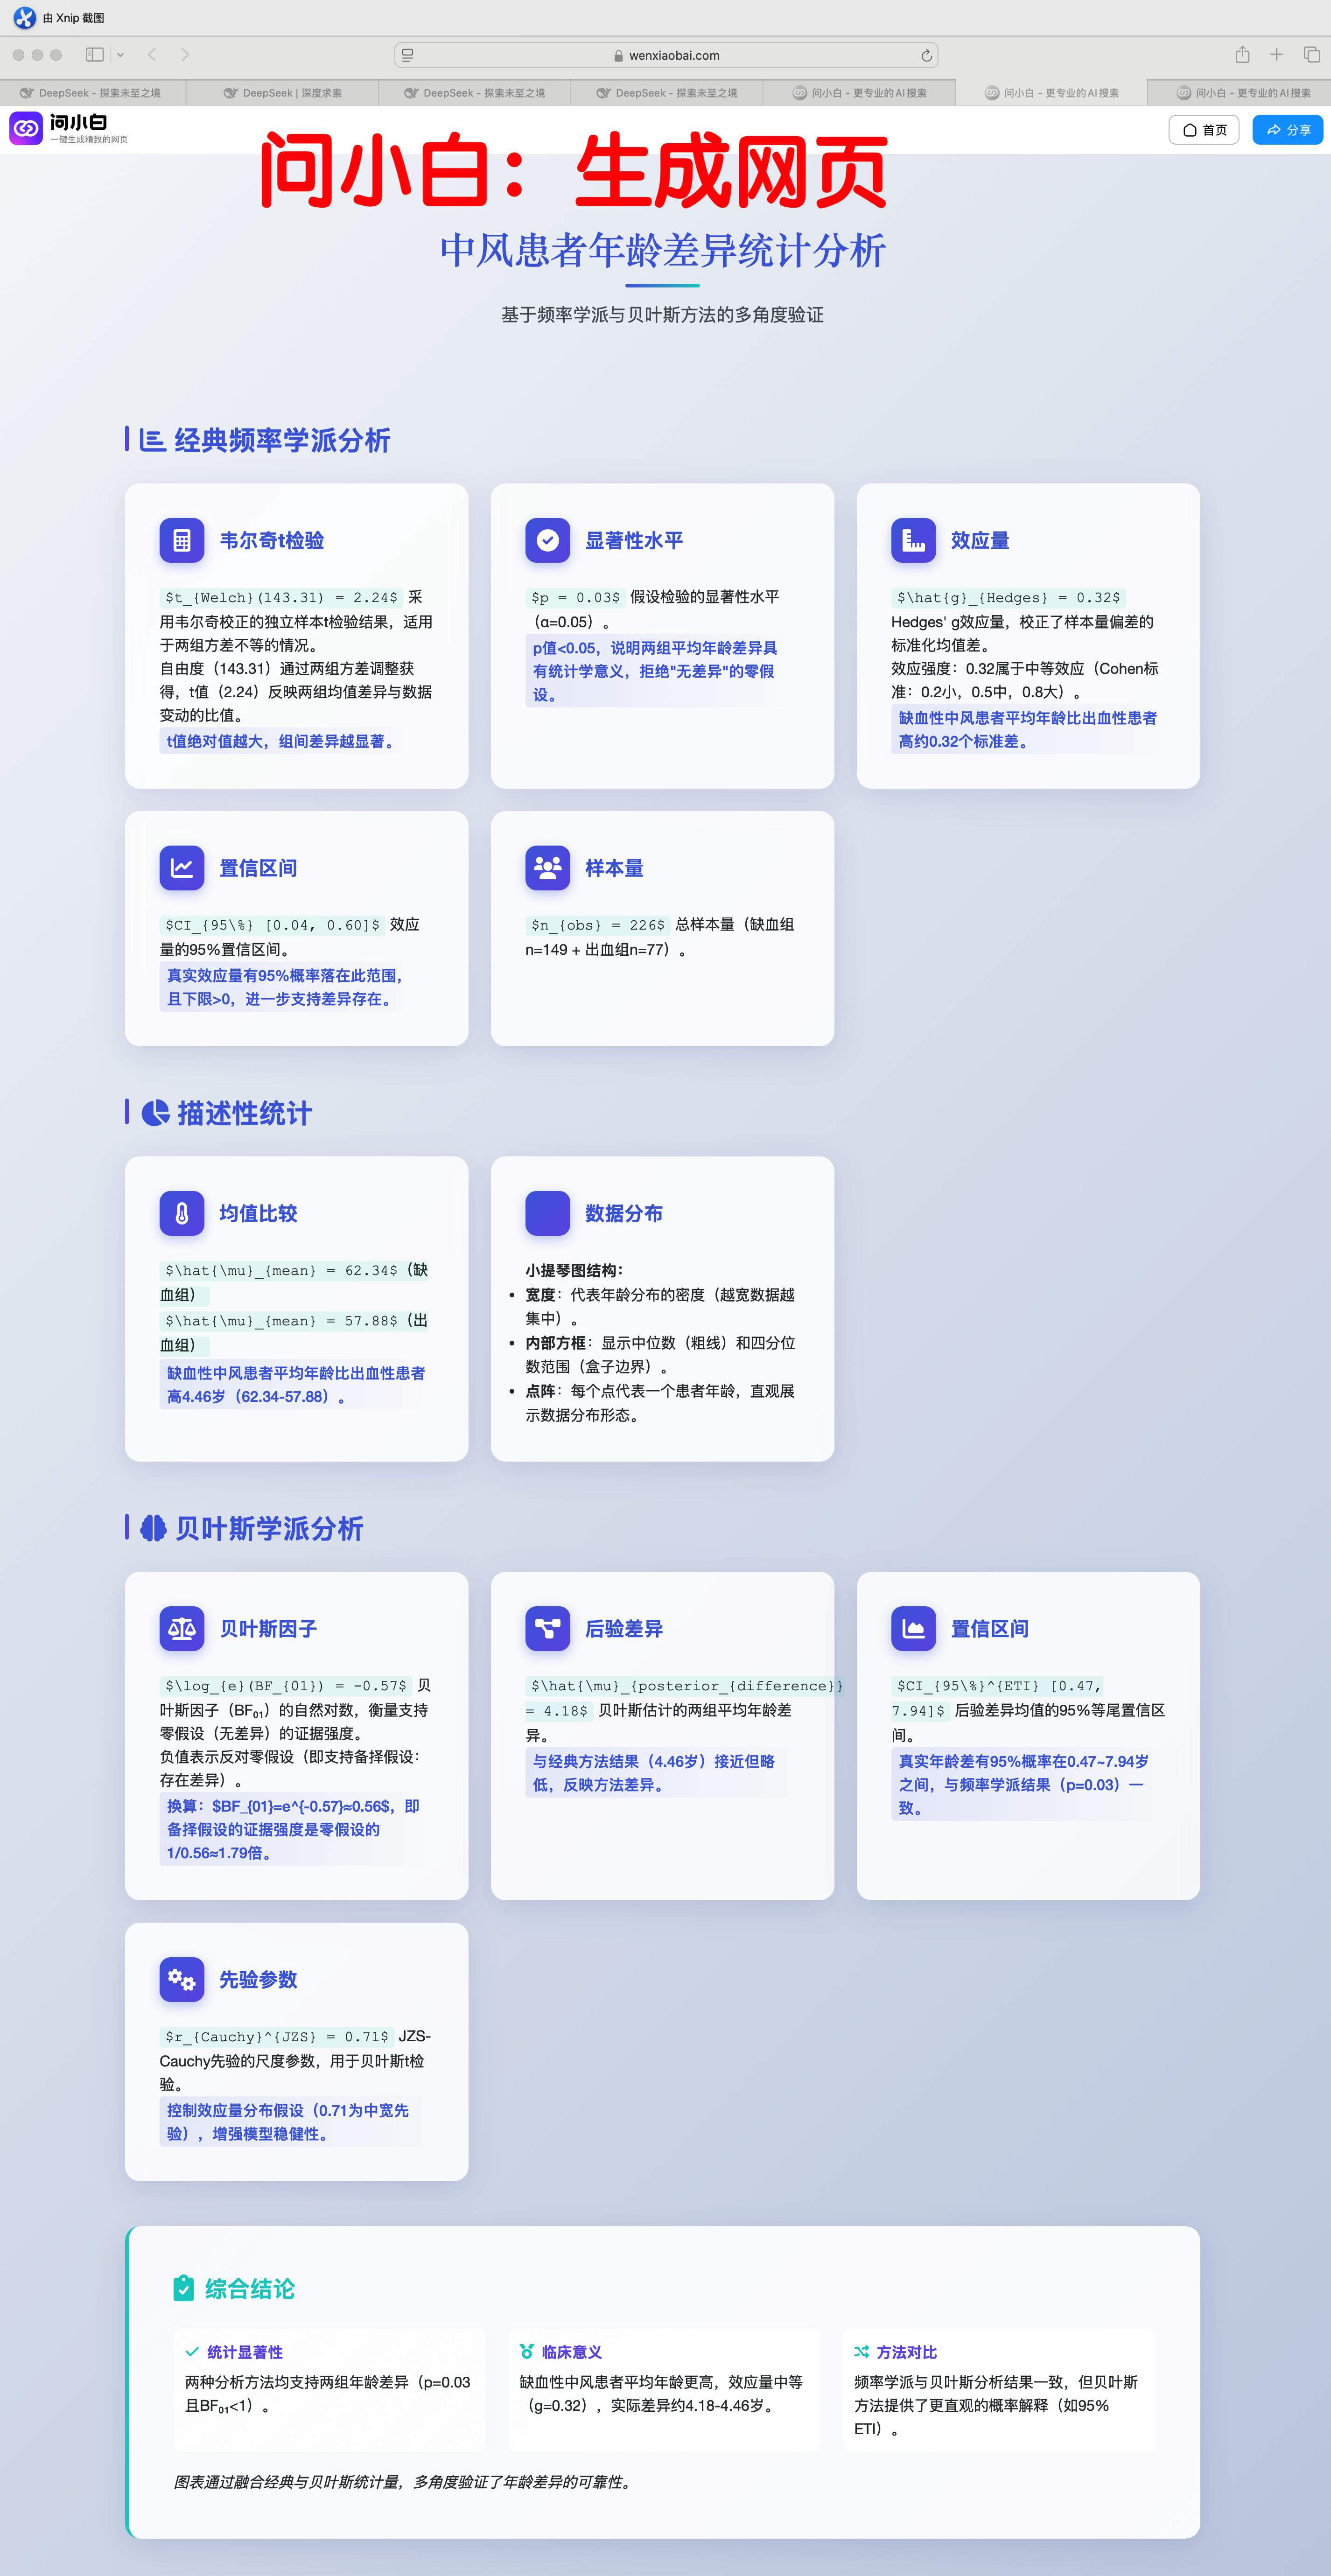 由 Xnip 截图
wenxiaobai.com
DeepSeek - 探索未至之境
DeepSeek | 深度求索
DeepSeek - 探索未至之境
DeepSeek - 探索未至之境
问小白 - 更专业的AI搜索
问小白 - 更专业的AI搜索
问小白 - 更专业的AI搜索
问小白
一键生成精致的网页
首页
分享
问小白：生成网页
中风患者年龄差异统计分析
基于频率学派与贝叶斯方法的多角度验证
经典频率学派分析
韦尔奇t检验
$t_{Welch}(143.31) = 2.24$ 采
用韦尔奇校正的独立样本t检验结果，适用
于两组方差不等的情况。
自由度（143.31）通过两组方差调整获
得，t值（2.24）反映两组均值差异与数据
变动的比值。
t值绝对值越大，组间差异越显著。
显著性水平
$p = 0.03$ 假设检验的显著性水平
（α=0.05）。
p值<0.05，说明两组平均年龄差异具
有统计学意义，拒绝"无差异"的零假
设。
效应量
$\hat{g}_{Hedges} = 0.32$
Hedges' g效应量，校正了样本量偏差的
标准化均值差。
效应强度：0.32属于中等效应（Cohen标
准：0.2小，0.5中，0.8大）。
缺血性中风患者平均年龄比出血性患者
高约0.32个标准差。
置信区间
$CI_{95\%} [0.04, 0.60]$ 效应
量的95%置信区间。
真实效应量有95%概率落在此范围，
且下限>0，进一步支持差异存在。
样本量
$n_{obs} = 226$ 总样本量（缺血组
n=149 + 出血组n=77）。
描述性统计
均值比较
$\hat{\mu}_{mean} = 62.34$（缺
血组）
$\hat{\mu}_{mean} = 57.88$（出
血组）
缺血性中风患者平均年龄比出血性患者
高4.46岁（62.34-57.88）。
数据分布
小提琴图结构：
• 宽度：代表年龄分布的密度（越宽数据越
集中）。
• 内部方框：显示中位数（粗线）和四分位
数范围（盒子边界）。
• 点阵：每个点代表一个患者年龄，直观展
示数据分布形态。
贝叶斯学派分析
贝叶斯因子
$\log_{e}(BF_{01}) = -0.57$ 贝
叶斯因子（BF₀₁）的自然对数，衡量支持
零假设（无差异）的证据强度。
负值表示反对零假设（即支持备择假设：
存在差异）。
换算：$BF_{01}=e^{-0.57}≈0.56$，即
备择假设的证据强度是零假设的
1/0.56≈1.79倍。
后验差异
$\hat{\mu}_{posterior_{difference}}
= 4.18$ 贝叶斯估计的两组平均年龄差
异。
与经典方法结果（4.46岁）接近但略
低，反映方法差异。
置信区间
$CI_{95\%}^{ETI} [0.47,
7.94]$ 后验差异均值的95%等尾置信区
间。
真实年龄差有95%概率在0.47~7.94岁
之间，与频率学派结果（p=0.03）一
致。
先验参数
$r_{Cauchy}^{JZS} = 0.71$ JZS-
Cauchy先验的尺度参数，用于贝叶斯t检
验。
控制效应量分布假设（0.71为中宽先
验），增强模型稳健性。
综合结论
统计显著性
两种分析方法均支持两组年龄差异（p=0.03
且BF₀₁<1）。
临床意义
缺血性中风患者平均年龄更高，效应量中等
（g=0.32），实际差异约4.18-4.46岁。
方法对比
频率学派与贝叶斯分析结果一致，但贝叶斯
方法提供了更直观的概率解释（如95%
ETI）。
图表通过融合经典与贝叶斯统计量，多角度验证了年龄差异的可靠性。